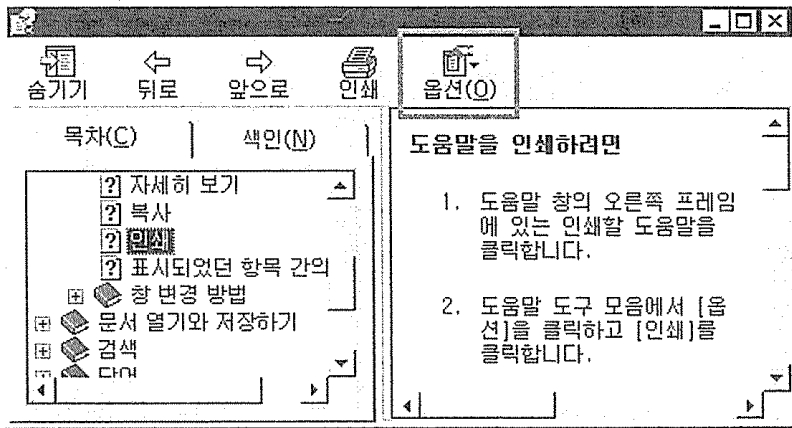 숨기기 뒤로 앞으로 인쇄 옵션(O)
목차(C) 색인(N)
자세히 보기
복사
인쇄
표시되었던 항목 간의
창 변경 방법
문서 열기와 저장하기
검색
단어
도움말을 인쇄하려면
1. 도움말 창의 오른쪽 프레임
에 있는 인쇄할 도움말을
클릭합니다.
2. 도움말 도구 모음에서 [옵
션]을 클릭하고 [인쇄]를
클릭합니다.